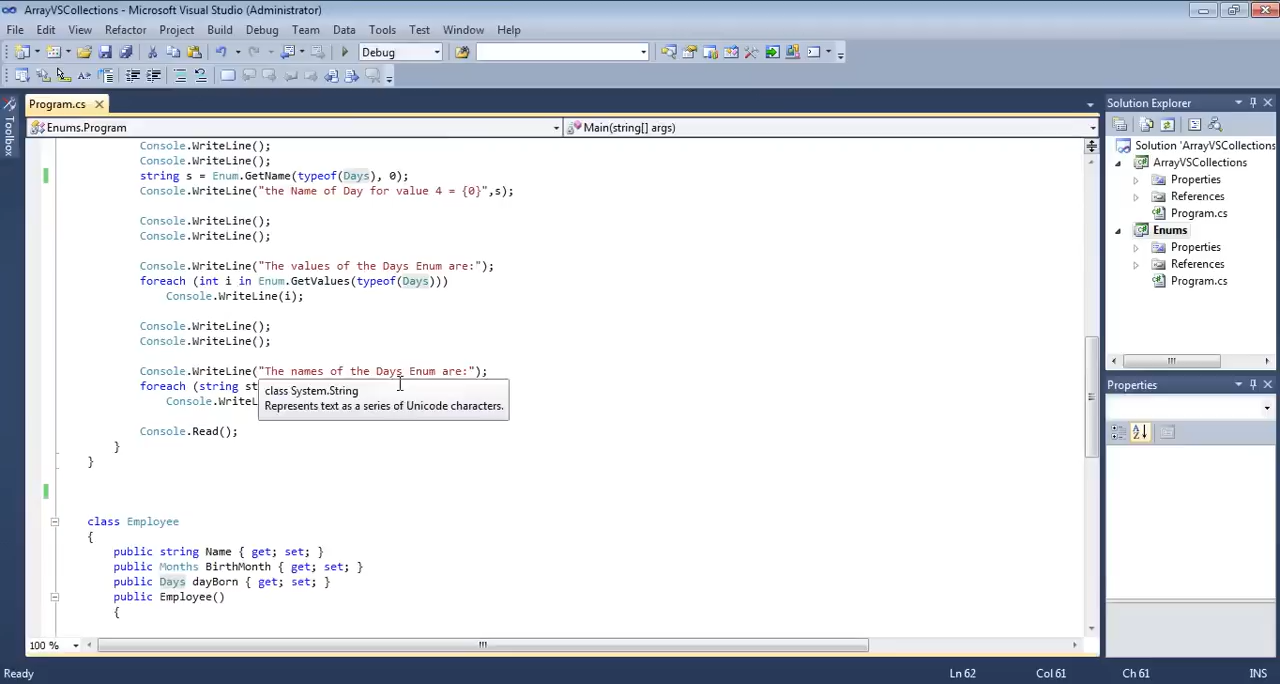 ArrayVSCollections - Microsoft Visual Studio (Administrator)
File Edit View Refactor Project Build Debug Team Data Tools Test Window Help
Debug
Program.cs
Toolbox
Enums.Program
Main(string[] args)
Console.WriteLine();
Console.WriteLine();
string s = Enum.GetName(typeof(Days), 0);
Console.WriteLine("the Name of Day for value 4 = {0}",s);
Console.WriteLine();
Console.WriteLine();
Console.WriteLine("The values of the Days Enum are:");
foreach (int i in Enum.GetValues(typeof(Days)))
Console.WriteLine(i);
Console.WriteLine();
Console.WriteLine();
Console.WriteLine("The names of the Days Enum are:");
foreach (string st
class System.String
Represents text as a series of Unicode characters.
Console.WriteL
Console.Read();
}
}
class Employee
{
public string Name { get; set; }
public Months BirthMonth { get; set; }
public Days dayBorn { get; set; }
public Employee()
{
100 %
Solution Explorer
Solution 'ArrayVSCollections
ArrayVSCollections
Properties
References
Program.cs
Enums
Properties
References
Program.cs
Properties
Ready
Ln 62
Col 61
Ch 61
INS